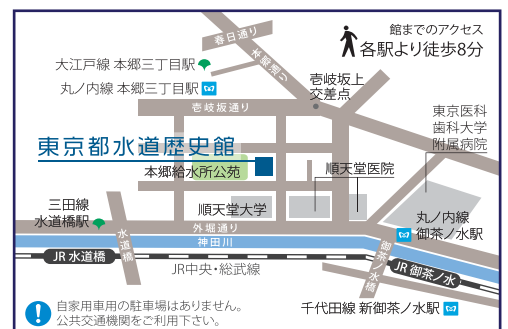 春日通り
本郷通り
館までのアクセス
各駅より徒歩8分
大江戸線 本郷三丁目駅
丸ノ内線 本郷三丁目駅
壱岐坂上
交差点
壱岐坂通り
東京医科
歯科大学
附属病院
東京都水道歴史館
本郷給水所公苑
順天堂医院
三田線
水道橋駅
順天堂大学
丸ノ内線
御茶ノ水駅
外堀通り
神田川
水道橋
御茶ノ水橋
JR 水道橋
JR中央・総武線
JR 御茶ノ水
千代田線 新御茶ノ水駅
自家用車用の駐車場はありません。
公共交通機関をご利用下さい。